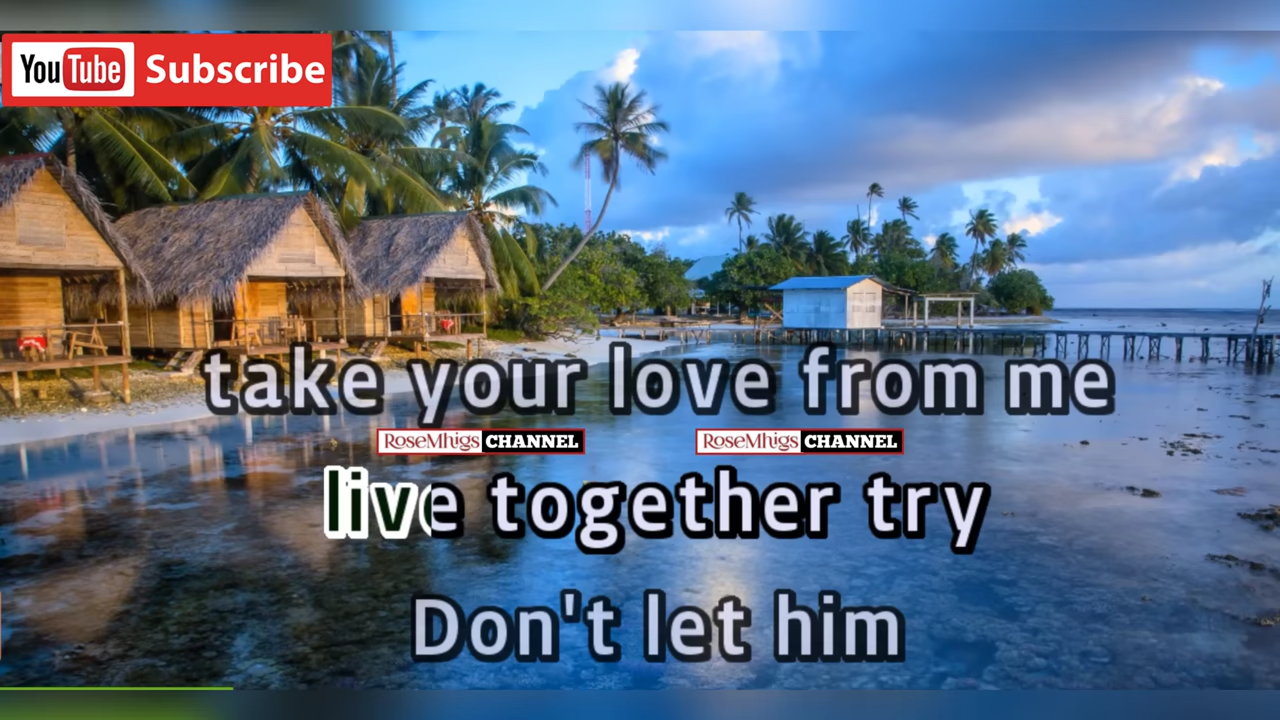 YouTube Subscribe
take your love from me
RoseMhigs CHANNEL RoseMhigs CHANNEL
live together try
Don't let him